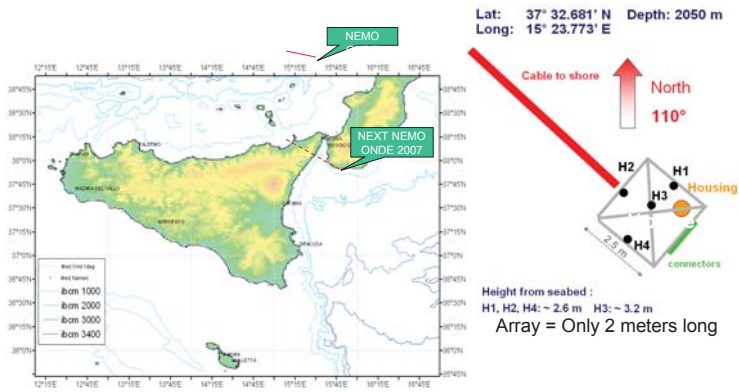 NEMO
12°15'E 12°45'E 13°15'E 13°45'E 14°15'E 14°45'E 15°15'E 15°45'E 16°15'E 16°45'E
38°45'N
38°30'N
38°15'N
38°0'N
37°45'N
37°30'N
37°15'N
37°0'N
36°45'N
36°30'N
36°15'N
36°0'N
NEXT NEMO
ONDE 2007
PALERMO
MAZARA DEL VALLO
AGRIGENTO
ibcm 1000
ibcm 2000
ibcm 3000
ibcm 3400
Lat: 37° 32.681' N Depth: 2050 m
Long: 15° 23.773' E
Cable to shore
North
110°
H2
H1
Housing
H3
H4
2.5 m
connectors
Height from seabed :
H1, H2, H4: ~ 2.6 m H3: ~ 3.2 m
Array = Only 2 meters long